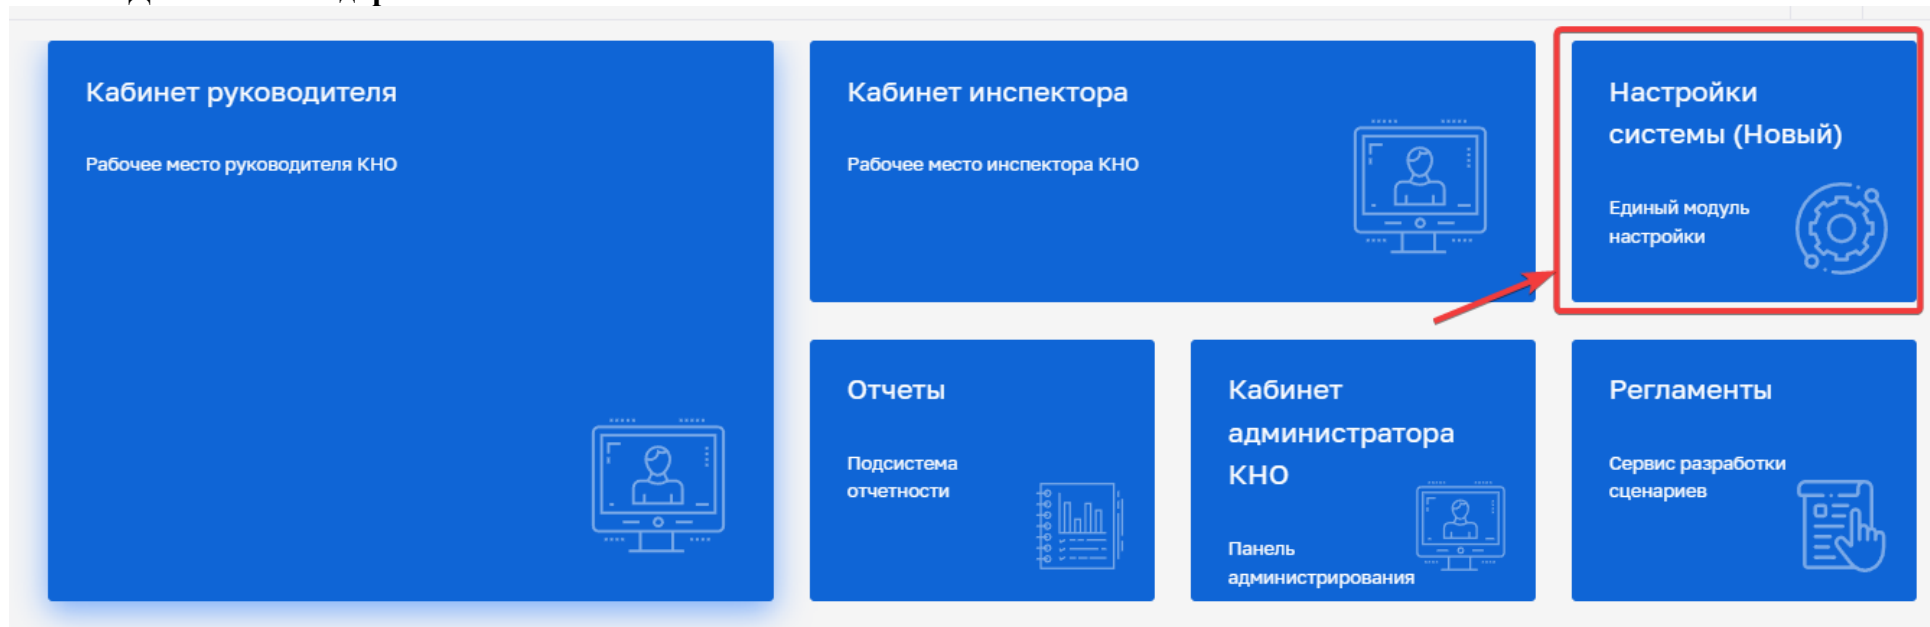 Кабинет руководителя
Рабочее место руководителя КНО
Кабинет инспектора
Рабочее место инспектора КНО
Настройки
системы (Новый)
Единый модуль
настройки
Отчеты
Подсистема
отчетности
Кабинет
администратора
КНО
Панель
администрирования
Регламенты
Сервис разработки
сценариев